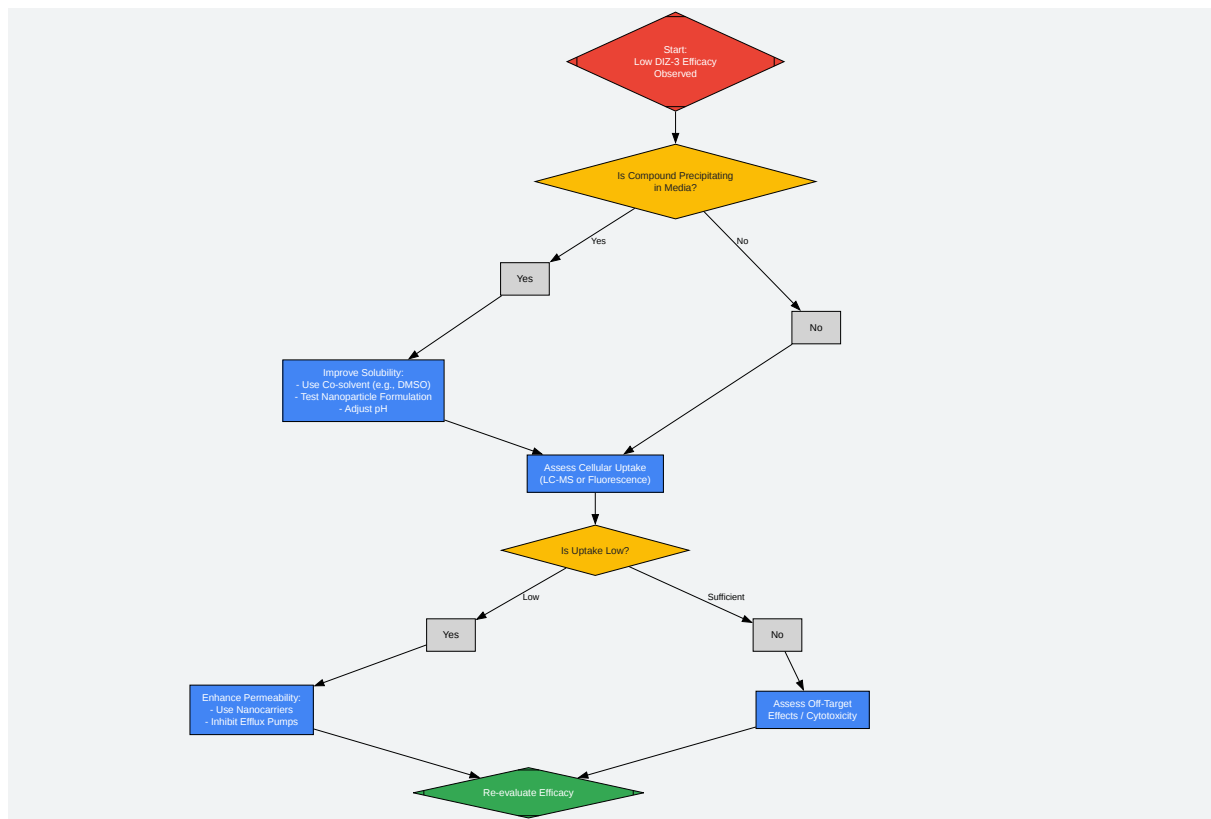 Start:
Low DIZ-3 Efficacy
Observed
Is Compound Precipitating
in Media?
Yes
No
Yes
No
Improve Solubility:
- Use Co-solvent (e.g., DMSO)
- Test Nanoparticle Formulation
- Adjust pH
Assess Cellular Uptake
(LC-MS or Fluorescence)
Is Uptake Low?
Low
Sufficient
Yes
No
Enhance Permeability:
- Use Nanocarriers
- Inhibit Efflux Pumps
Assess Off-Target
Effects / Cytotoxicity
Re-evaluate Efficacy